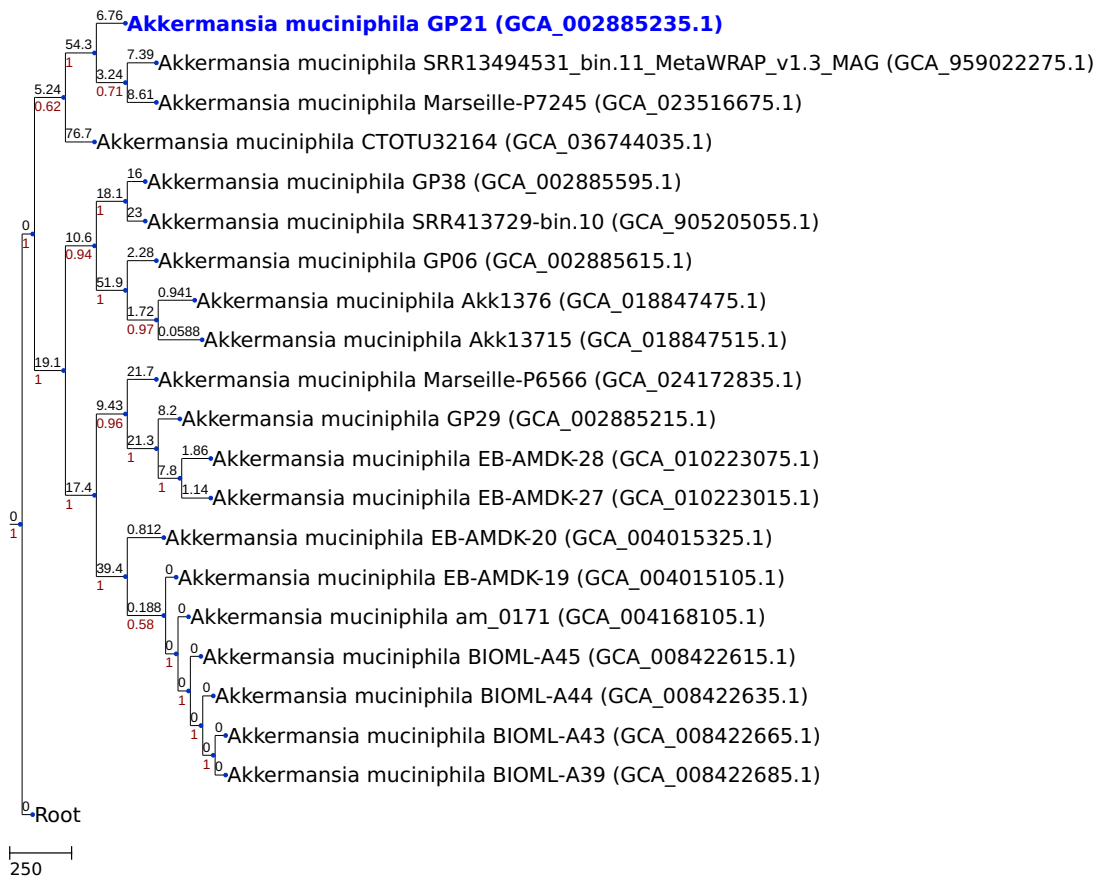 6.76 Akkermansia muciniphila GP21 (GCA_002885235.1)
54.3
1
7.39 Akkermansia muciniphila SRR13494531_bin.11_MetaWRAP_v1.3_MAG (GCA_959022275.1)
3.24
0.71
5.24
0.62
8.61 Akkermansia muciniphila Marseille-P7245 (GCA_023516675.1)
76.7 Akkermansia muciniphila CTOTU32164 (GCA_036744035.1)
16 Akkermansia muciniphila GP38 (GCA_002885595.1)
18.1
1
23 Akkermansia muciniphila SRR413729-bin.10 (GCA_905205055.1)
0
1
10.6
0.94
2.28 Akkermansia muciniphila GP06 (GCA_002885615.1)
51.9
1
0.941 Akkermansia muciniphila Akk1376 (GCA_018847475.1)
1.72
0.97
0.0588 Akkermansia muciniphila Akk13715 (GCA_018847515.1)
19.1
1
21.7 Akkermansia muciniphila Marseille-P6566 (GCA_024172835.1)
9.43
0.96
8.2 Akkermansia muciniphila GP29 (GCA_002885215.1)
21.3
1
1.86 Akkermansia muciniphila EB-AMDK-28 (GCA_010223075.1)
7.8
1
1.14 Akkermansia muciniphila EB-AMDK-27 (GCA_010223015.1)
17.4
1
0
1
0.812 Akkermansia muciniphila EB-AMDK-20 (GCA_004015325.1)
39.4
1
0 Akkermansia muciniphila EB-AMDK-19 (GCA_004015105.1)
0.188
0.58
0 Akkermansia muciniphila am_0171 (GCA_004168105.1)
0
1
0 Akkermansia muciniphila BIOML-A45 (GCA_008422615.1)
0
1
0 Akkermansia muciniphila BIOML-A44 (GCA_008422635.1)
0
1
0 Akkermansia muciniphila BIOML-A43 (GCA_008422665.1)
0
1
0 Akkermansia muciniphila BIOML-A39 (GCA_008422685.1)
0 Root
250